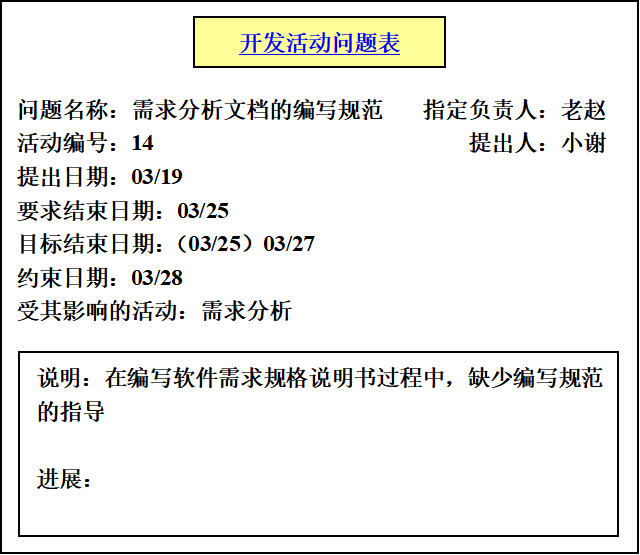 开发活动问题表
问题名称：需求分析文档的编写规范 指定负责人：老赵
活动编号：14 提出人：小谢
提出日期：03/19
要求结束日期：03/25
目标结束日期：（03/25）03/27
约束日期：03/28
受其影响的活动：需求分析
说明：在编写软件需求规格说明书过程中，缺少编写规范
的指导
进展：